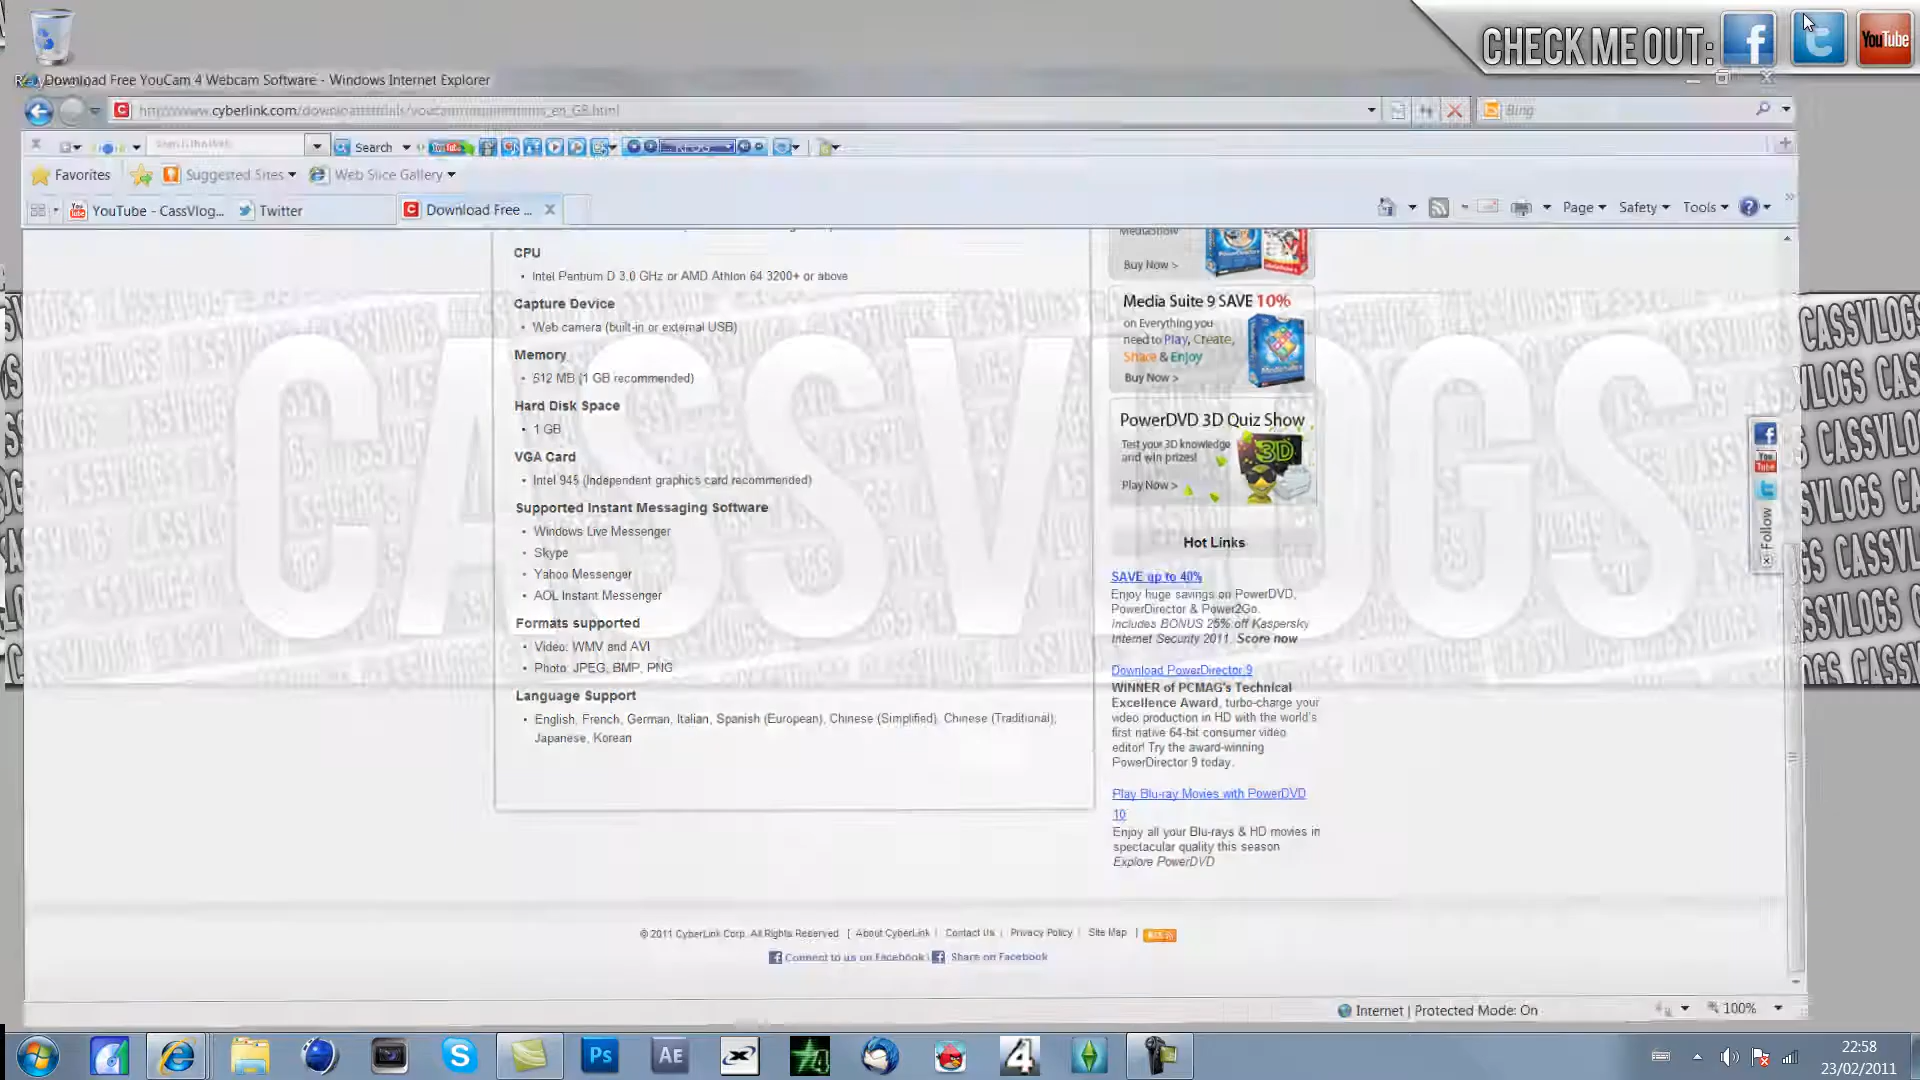 CHECK ME OUT:
YouTube
Download Free YouCam 4 Webcam Software - Windows Internet Explorer
Bing
Search
Favorites
Suggested Sites
Web Slice Gallery
YouTube - CassVlog...
Twitter
Download Free ...
Page
Safety
Tools
CPU
Intel Pentium D 3.0 GHz or AMD Athlon 64 3200+ or above
Capture Device
Web camera (built-in or external USB)
Memory
512 MB (1 GB recommended)
Hard Disk Space
1 GB
VGA Card
Intel 945 (Independent graphics card recommended)
Supported Instant Messaging Software
Windows Live Messenger
Skype
Yahoo Messenger
AOL Instant Messenger
Formats supported
Video: WMV and AVI
Photo: JPEG, BMP, PNG
Language Support
English, French, German, Italian, Spanish (European), Chinese (Simplified), Chinese (Traditional),
Japanese, Korean
MediaShow
Buy Now >
Media Suite 9 SAVE 10%
on Everything you
need to Play, Create,
Share & Enjoy
Buy Now >
PowerDVD 3D Quiz Show
Test your 3D knowledge
and win prizes!
3D
Play Now >
Hot Links
SAVE up to 40%
Enjoy huge savings on PowerDVD,
PowerDirector & Power2Go.
Includes BONUS 25% off Kaspersky
Internet Security 2011. Score now
Download PowerDirector 9
WINNER of PCMAG's Technical
Excellence Award, turbo-charge your
video production in HD with the world's
first native 64-bit consumer video
editor! Try the award-winning
PowerDirector 9 today.
Play Blu-ray Movies with PowerDVD
10
Enjoy all your Blu-rays & HD movies in
spectacular quality this season
Explore PowerDVD
Follow
CASSVLOGS
© 2011 CyberLink Corp. All Rights Reserved | About CyberLink | Contact Us | Privacy Policy | Site Map |
Connect to us on Facebook | Share on Facebook
Internet | Protected Mode: On
100%
Ps
AE
4
22:58
23/02/2011